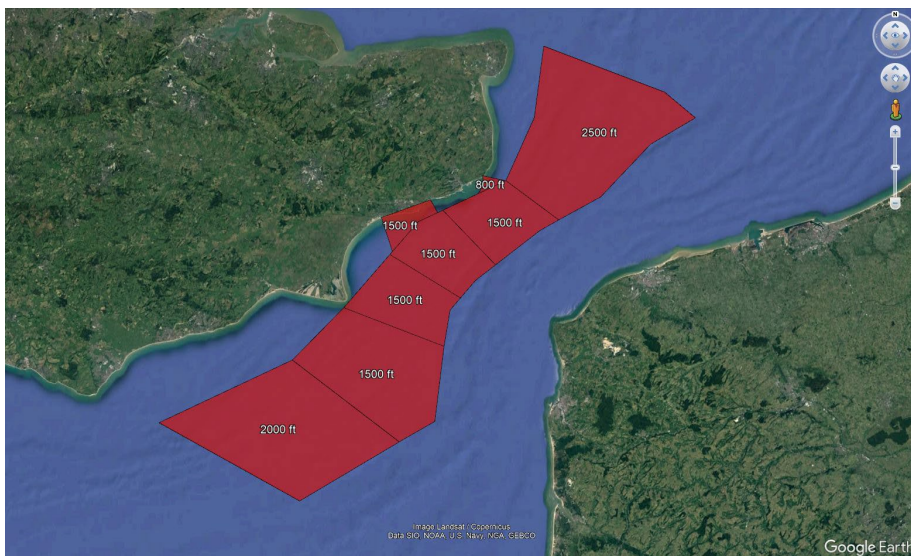 N
2500 ft
800 ft
1500 ft
1500 ft
1500 ft
1500 ft
1500 ft
2000 ft
Image Landsat / Copernicus
Data SIO, NOAA, U.S. Navy, NGA, GEBCO
Google Earth